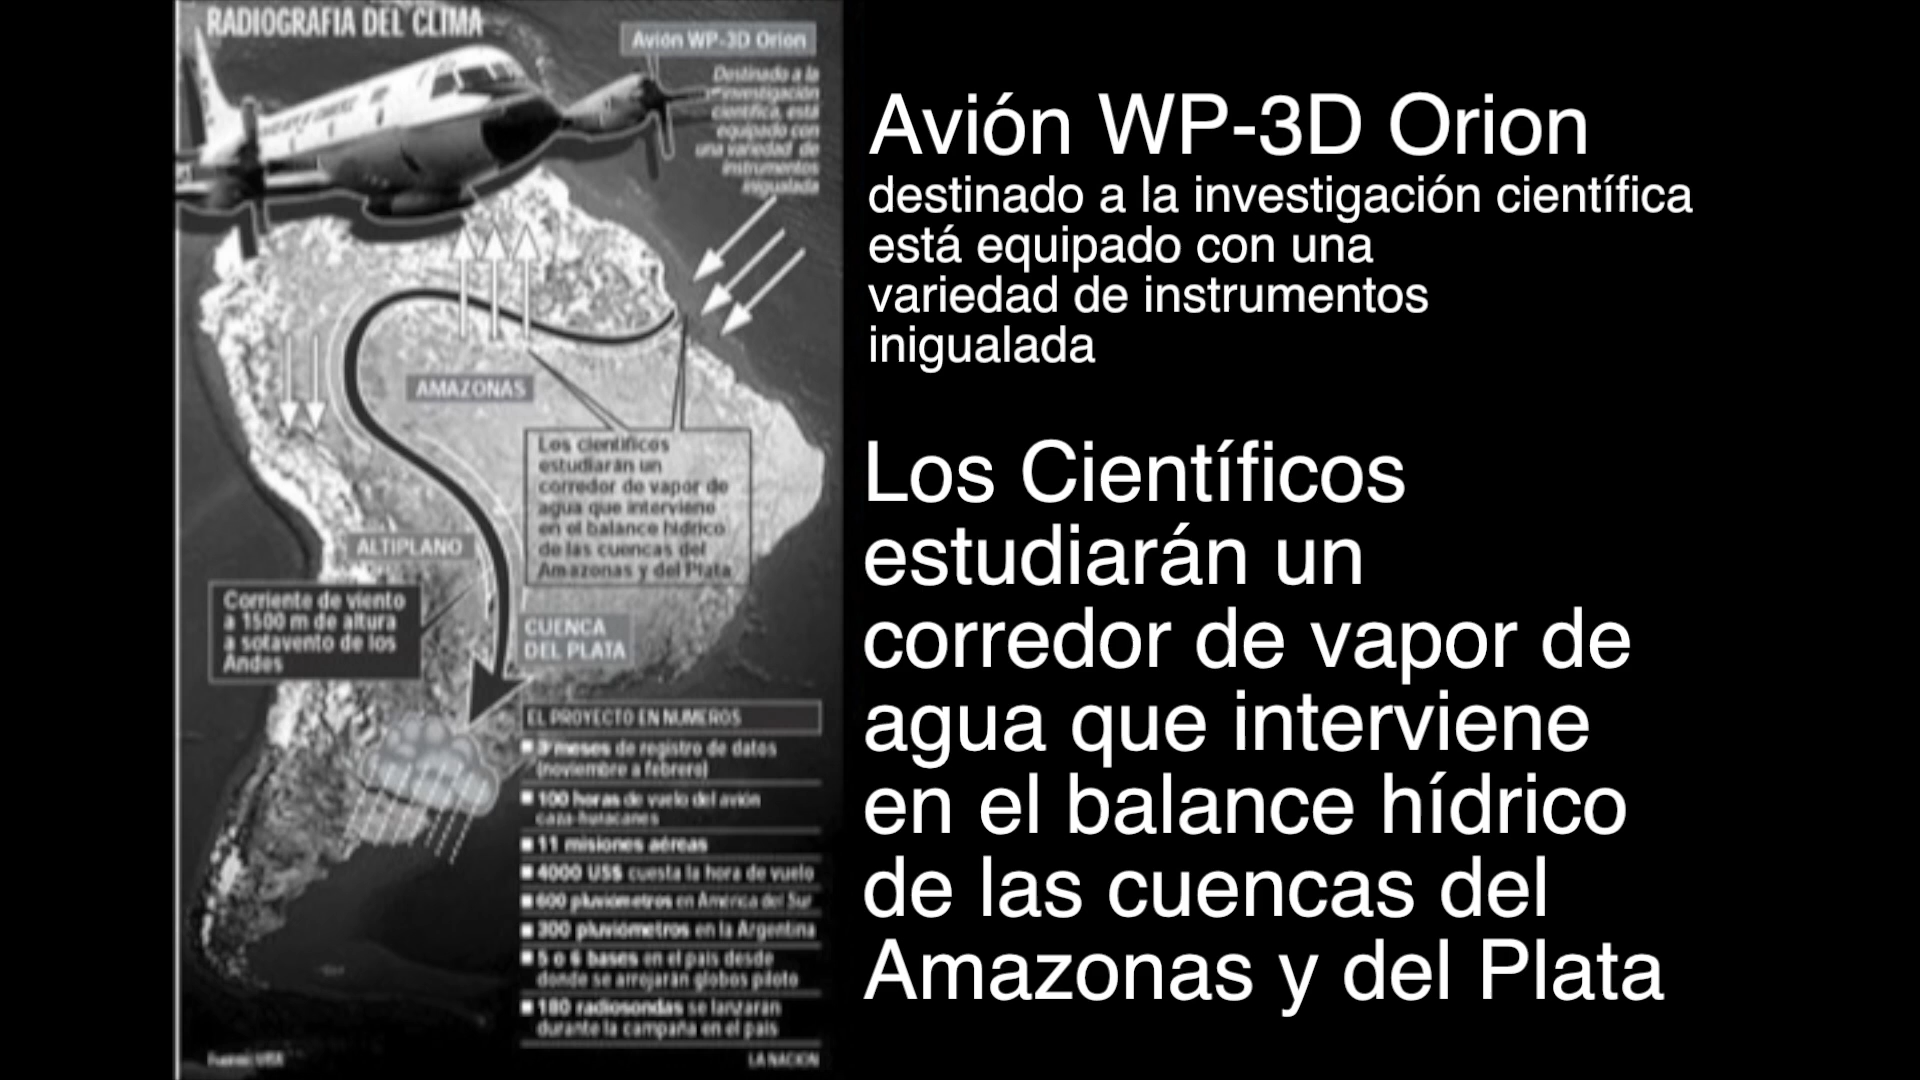 RADIOGRAFIA DEL CLIMA
Avión WP-3D Orion
Destinado a la
investigación
científica, está
equipado con
una variedad de
instrumentos
inigualada
AMAZONAS
Los científicos
estudiarán un
corredor de vapor de
agua que interviene
en el balance hídrico
de las cuencas del
Amazonas y del Plata
ALTIPLANO
Corriente de viento
a 1500 m de altura
a sotavento de los
Andes
CUENCA
DEL PLATA
EL PROYECTO EN NUMEROS
3 meses de registro de datos
(noviembre a febrero)
100 horas de vuelo del avión
caza-huracanes
11 misiones aéreas
4000 US$ cuesta la hora de vuelo
600 pluviómetros en América del Sur
300 pluviómetros en la Argentina
5 o 6 bases en el país desde
donde se arrojarán globos piloto
180 radiosondas se lanzarán
durante la campaña en el país
LA NACION
Avión WP-3D Orion
destinado a la investigación científica
está equipado con una
variedad de instrumentos
inigualada
Los Científicos
estudiarán un
corredor de vapor de
agua que interviene
en el balance hídrico
de las cuencas del
Amazonas y del Plata